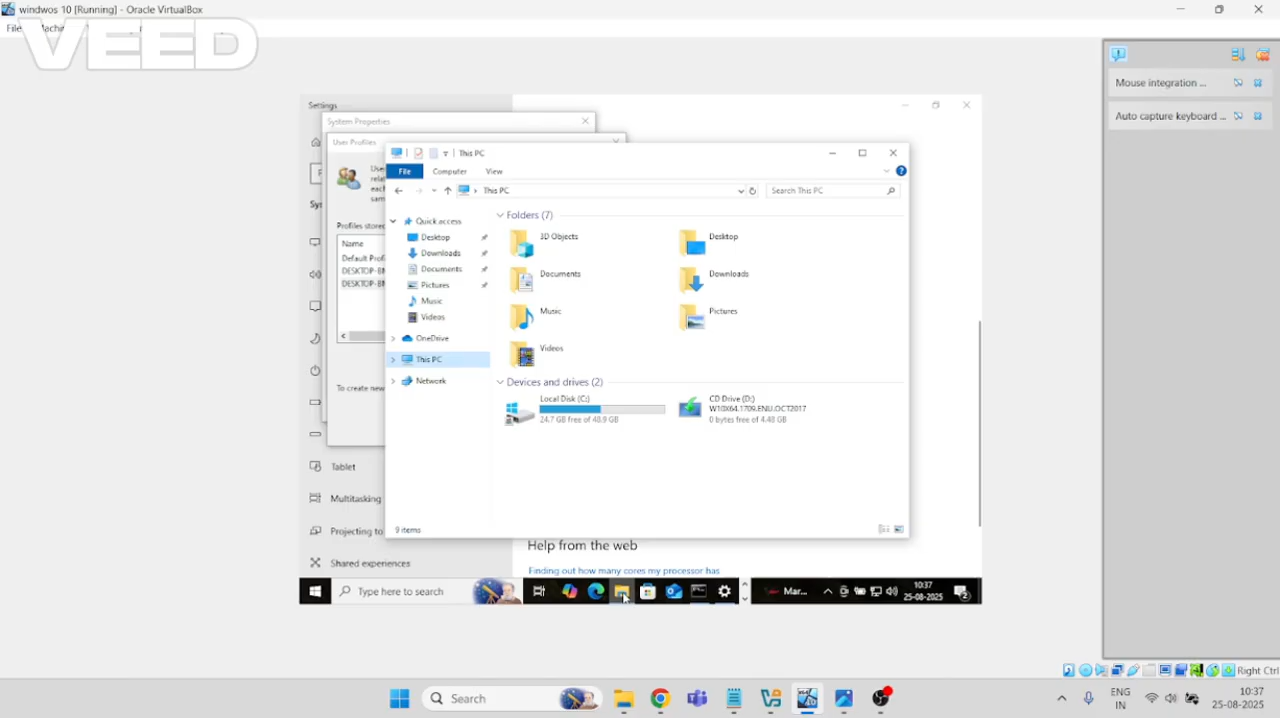 windwos 10 [Running] - Oracle VirtualBox
File
VEED
Mouse integration ...
Auto capture keyboard ...
Settings
System Properties
User Profiles
This PC
File Computer View
This PC
Search This PC
Quick access
Desktop
Downloads
Documents
Pictures
Music
Videos
OneDrive
This PC
Network
Folders (7)
3D Objects
Desktop
Documents
Downloads
Music
Pictures
Videos
Devices and drives (2)
Local Disk (C:)
24.7 GB free of 48.9 GB
CD Drive (D:)
W10X64.1709.ENU.OCT2017
0 bytes free of 4.48 GB
9 items
Profiles store
Name
Default Profi
To create new
Tablet
Multitasking
Projecting to
Shared experiences
Help from the web
Finding out how many cores my processor has
Type here to search
Mar...
10:37
25-08-2025
2
Right Ctrl
Search
ENG
IN
10:37
25-08-2025